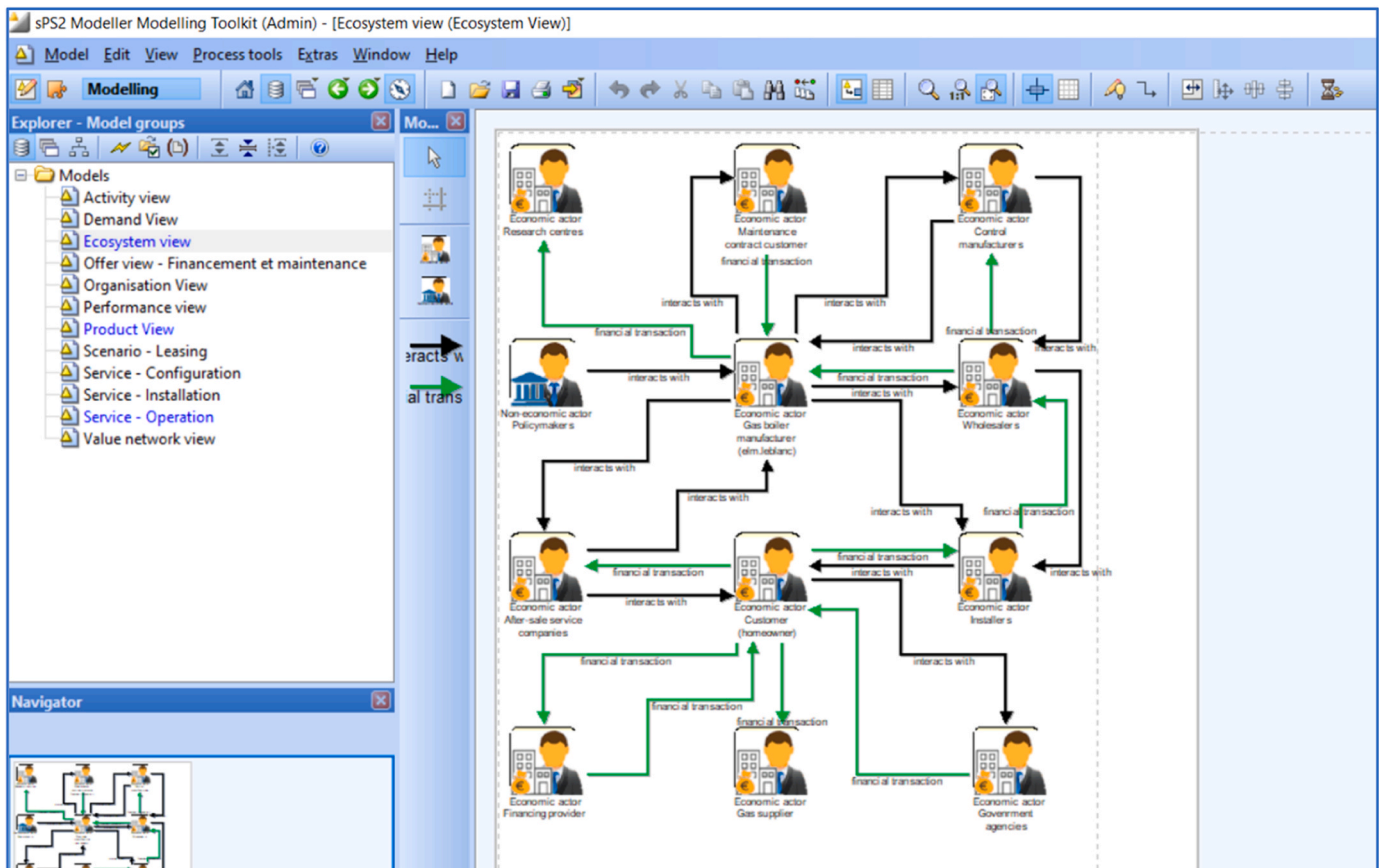 sPS2 Modeller Modelling Toolkit (Admin) - [Ecosystem view (Ecosystem View)]
Model Edit View Process tools Extras Window Help
Modelling
1:1
Explorer - Model groups
Mo...
Models
Activity view
Demand View
Ecosystem view
Offer view - Financement et maintenance
Organisation View
Performance view
Product View
Scenario - Leasing
Service - Configuration
Service - Installation
Service - Operation
Value network view
Navigator
eracts w
al trans
Economic actor
Research centres
Economic actor
Maintenance
contract customer
Economic actor
Control
manufacturers
financial transaction
interacts with
interacts with
financial transaction
financial transaction
interacts with
interacts with
interacts with
financial transaction
interacts with
Non-economic actor
Policymakers
Economic actor
Gas boiler
manufacturer
(elm.leblanc)
Economic actor
Wholesalers
interacts with
interacts with
interacts with
financial transaction
financial transaction
financial transaction
interacts with
interacts with
interacts with
Economic actor
After-sale service
companies
Economic actor
Customer
(homeowner)
Economic actor
Installers
financial transaction
interacts with
financial transaction
financial transaction
financial transaction
Economic actor
Financing provider
Economic actor
Gas supplier
Economic actor
Government
agencies